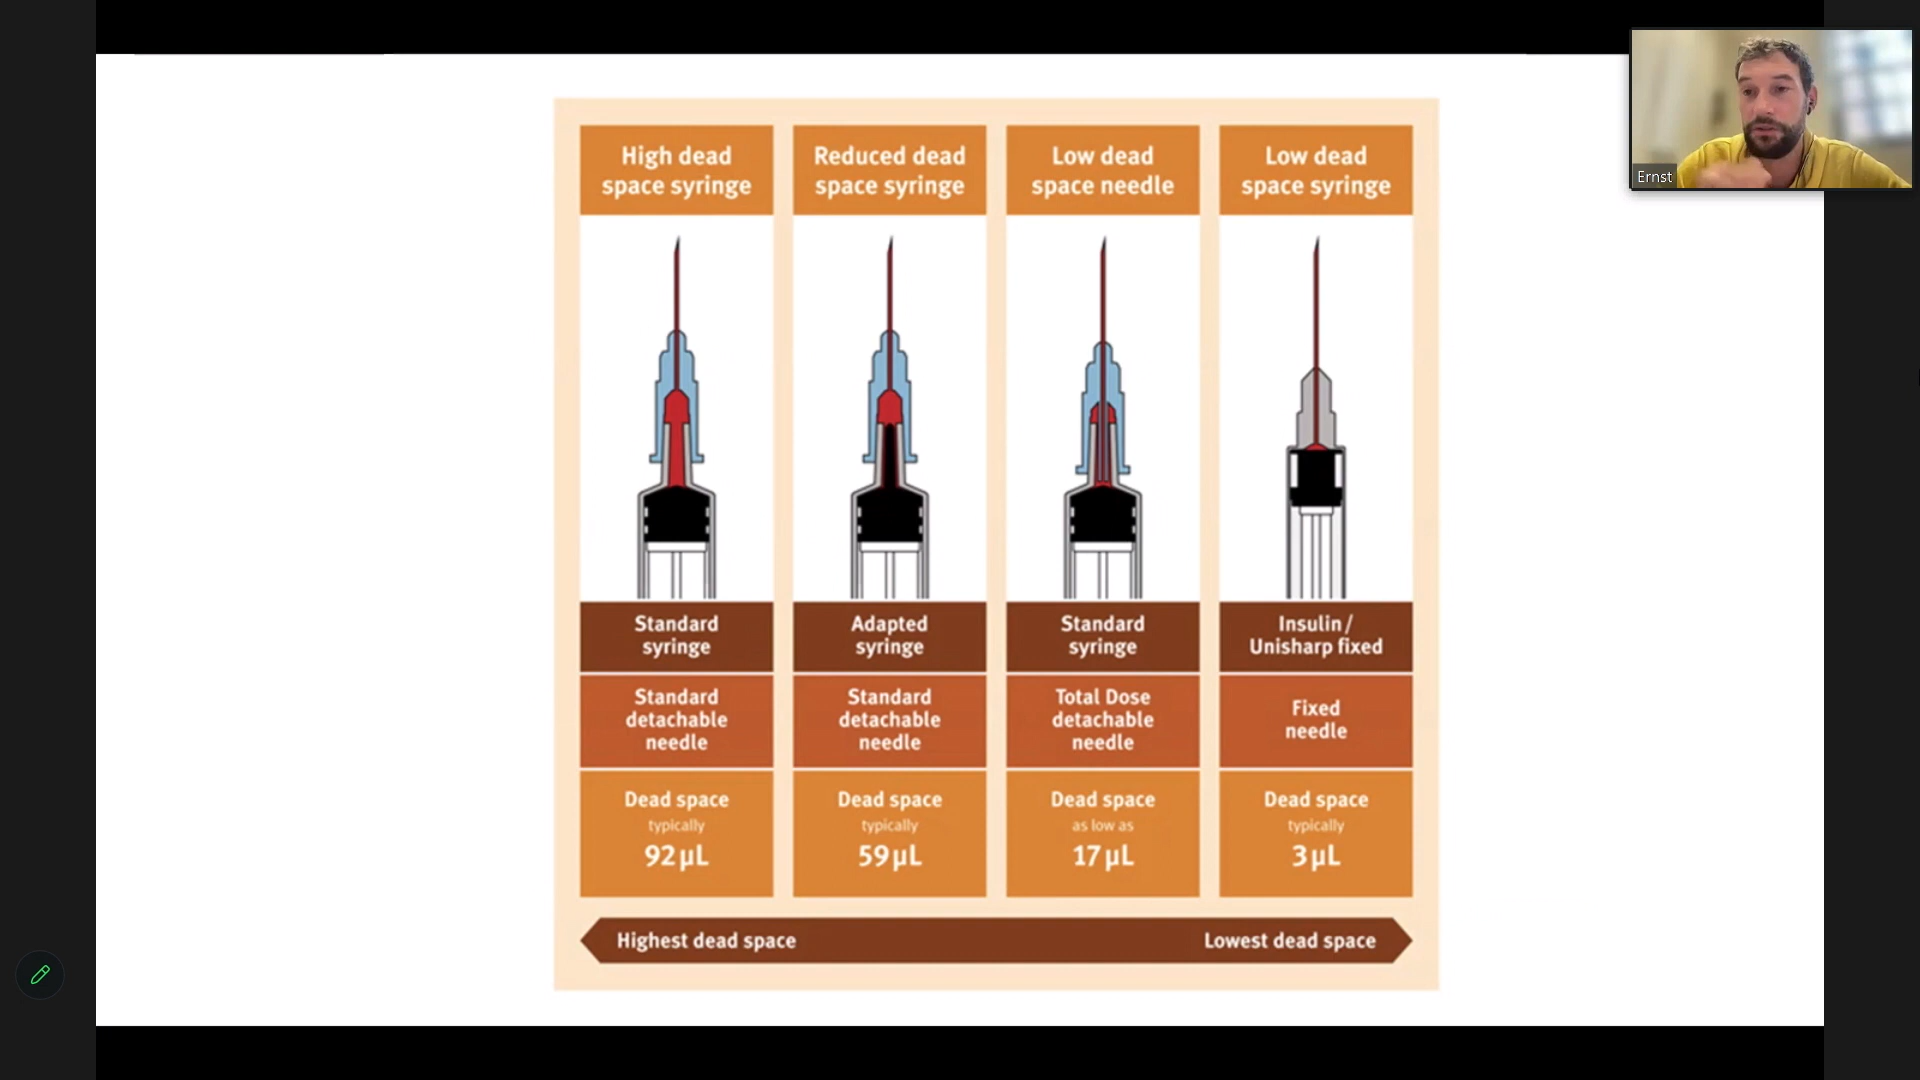 High dead
space syringe
Reduced dead
space syringe
Low dead
space needle
Low dead
space syringe
Standard
syringe
Adapted
syringe
Standard
syringe
Insulin /
Unisharp fixed
Standard
detachable
needle
Standard
detachable
needle
Total Dose
detachable
needle
Fixed
needle
Dead space
typically
92 µL
Dead space
typically
59 µL
Dead space
as low as
17 µL
Dead space
typically
3 µL
Highest dead space
Lowest dead space
Ernst